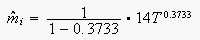 m̂ᵢ = 1/(1 − 0.3733) • 14T^0.3733